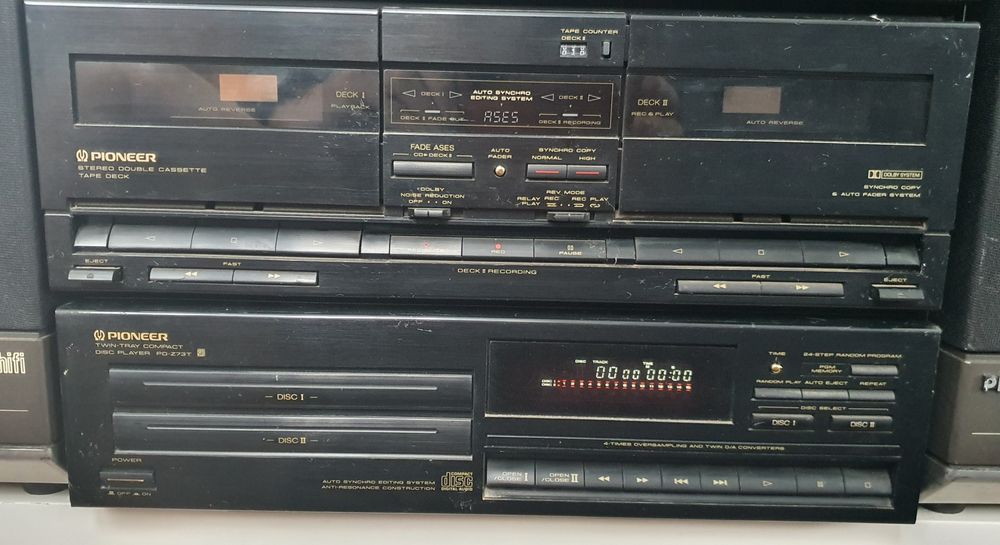 TAPE COUNTER
DECK II
DECK I
PLAYBACK
AUTO REVERSE
DECK I
AUTO SYNCHRO
EDITING SYSTEM
DECK II
DECK II RECORDING
ASES
DECK II
REC & PLAY
AUTO REVERSE
PIONEER
STEREO DOUBLE CASSETTE
TAPE DECK
FADE ASES
CD▸DECK II
AUTO
FADER
SYNCHRO COPY
NORMAL HIGH
DOLBY
NOISE REDUCTION
OFF ON
REV MODE
RELAY PLAY
REC
REC PLAY
DOLBY SYSTEM
SYNCHRO COPY
& AUTO FADER SYSTEM
REC
PAUSE
EJECT
FAST
DECK II RECORDING
FAST
EJECT
hifi
PIONEER
TWIN-TRAY COMPACT
DISC PLAYER PD-Z73T
DISC TRACK TIME
00 00 00:00
TIME
24-STEP RANDOM PROGRAM
PGM
MEMORY
RANDOM PLAY AUTO EJECT REPEAT
DISC SELECT
DISC I DISC II
DISC I
DISC II
4-TIMES OVERSAMPLING AND TWIN D/A CONVERTERS
POWER
OFF ON
AUTO SYNCHRO EDITING SYSTEM
ANTI-RESONANCE CONSTRUCTION
COMPACT
disc
DIGITAL AUDIO
OPEN
/CLOSE I
OPEN
/CLOSE II